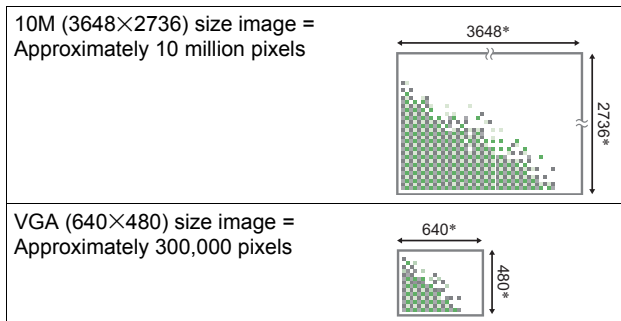 10M (3648×2736) size image =
Approximately 10 million pixels
3648*
2736*
VGA (640×480) size image =
Approximately 300,000 pixels
640*
480*